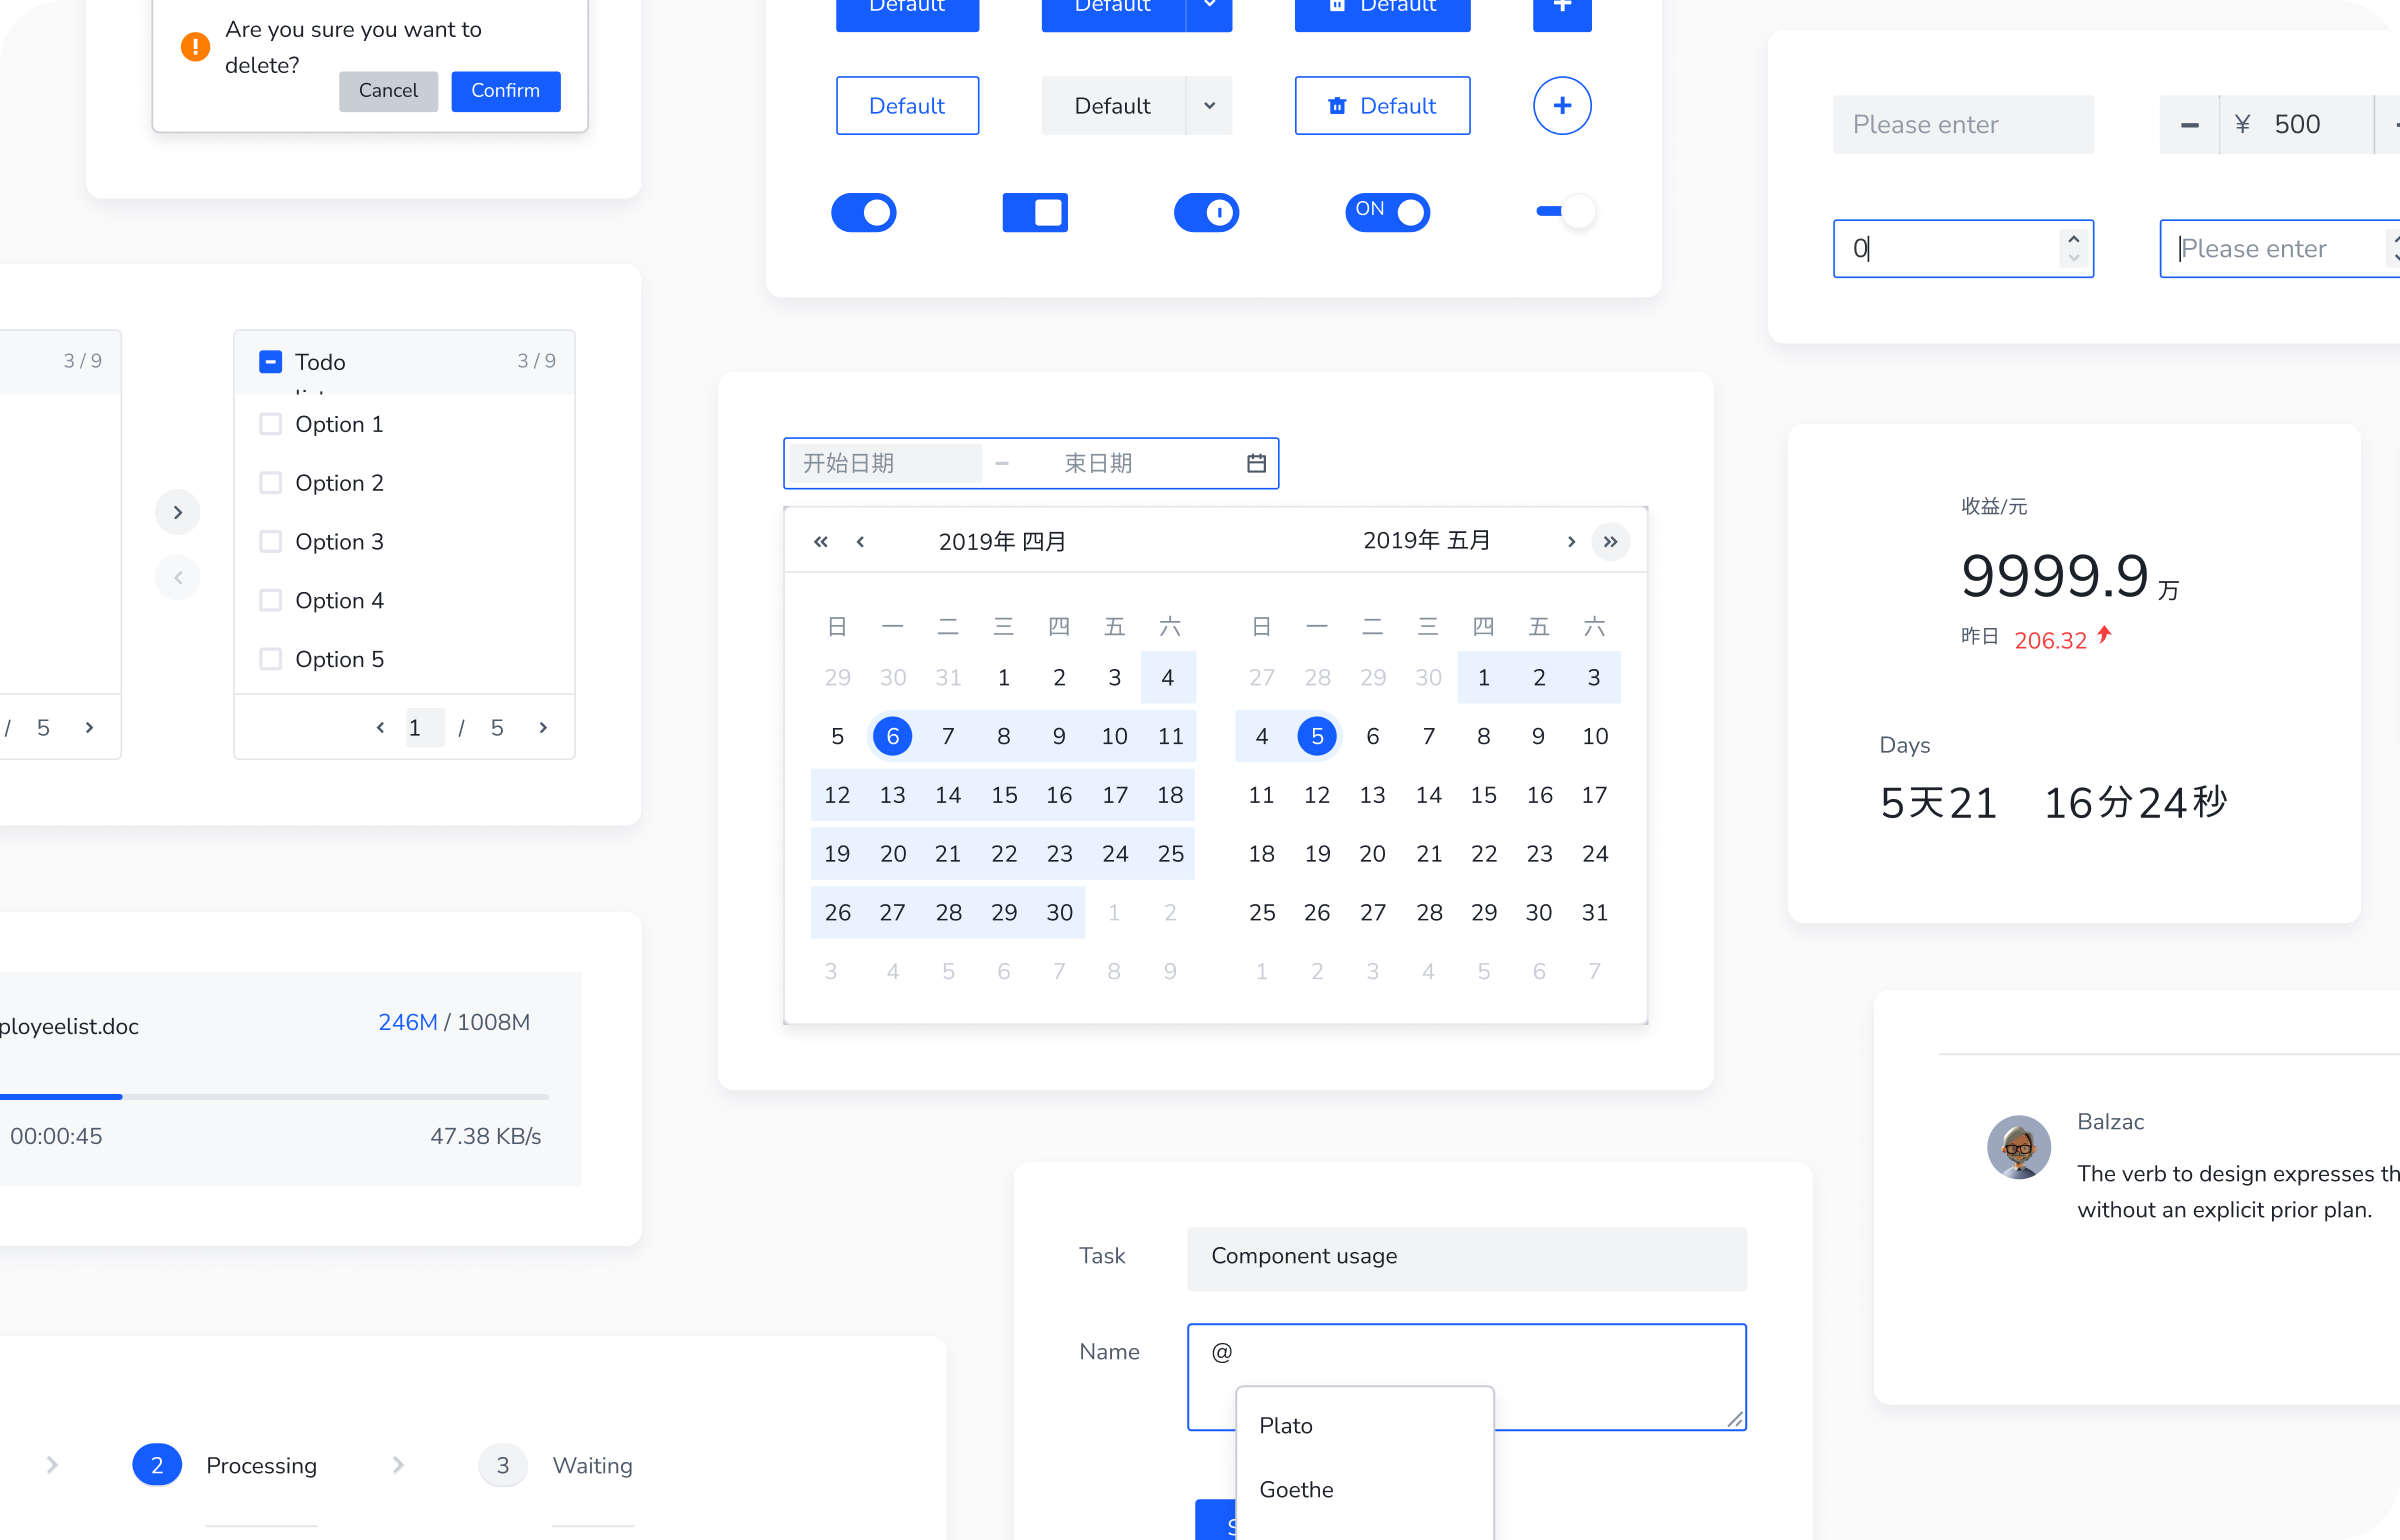 Are you sure you want to
delete?
Cancel
Confirm
3 / 9
Todo
3 / 9
Option 1
Option 2
Option 3
Option 4
Option 5
/ 5
1 / 5
ployeelist.doc
246M / 1008M
00:00:45
47.38 KB/s
2 Processing
3 Waiting
Default
Default
Default
Default
Default
Default
ON
开始日期
束日期
2019年 四月
2019年 五月
日 一 二 三 四 五 六
29 30 31 1 2 3 4
5 6 7 8 9 10 11
12 13 14 15 16 17 18
19 20 21 22 23 24 25
26 27 28 29 30 1 2
3 4 5 6 7 8 9
日 一 二 三 四 五 六
27 28 29 30 1 2 3
4 5 6 7 8 9 10
11 12 13 14 15 16 17
18 19 20 21 22 23 24
25 26 27 28 29 30 31
1 2 3 4 5 6 7
Task
Component usage
Name
@
Plato
Goethe
Please enter
¥ 500
0
Please enter
收益/元
9999.9 万
昨日 206.32
Days
5天21 16分24秒
Balzac
The verb to design expresses th
without an explicit prior plan.